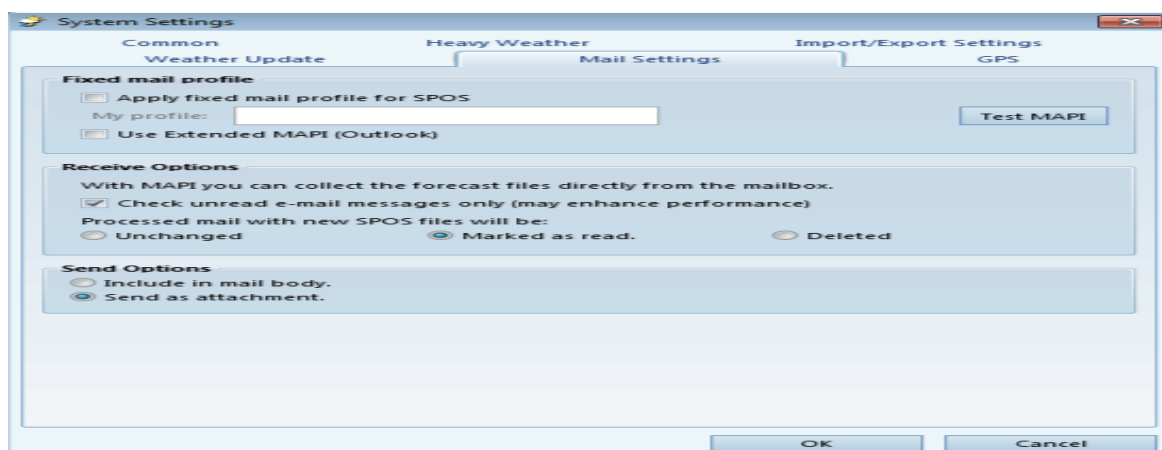 System Settings
Common Heavy Weather Import/Export Settings
Weather Update Mail Settings GPS
Fixed mail profile
Apply fixed mail profile for SPOS
My profile: Test MAPI
Use Extended MAPI (Outlook)
Receive Options
With MAPI you can collect the forecast files directly from the mailbox.
Check unread e-mail messages only (may enhance performance)
Processed mail with new SPOS files will be:
Unchanged Marked as read. Deleted
Send Options
Include in mail body.
Send as attachment.
OK Cancel